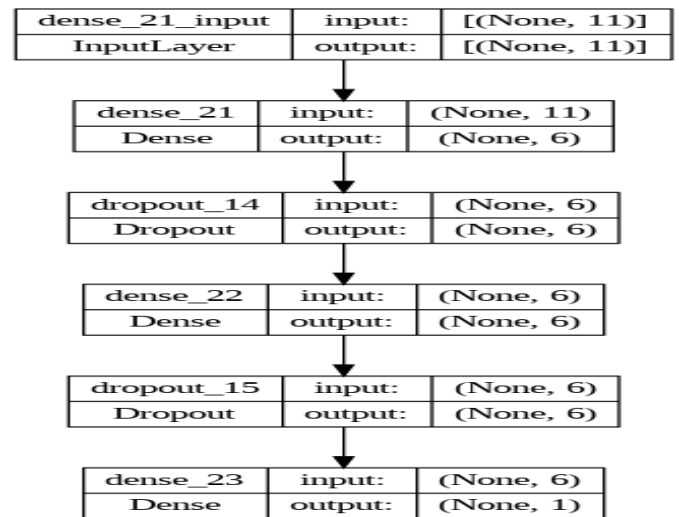 dense_21_input input: [(None, 11)]
InputLayer output: [(None, 11)]
dense_21 input: (None, 11)
Dense output: (None, 6)
dropout_14 input: (None, 6)
Dropout output: (None, 6)
dense_22 input: (None, 6)
Dense output: (None, 6)
dropout_15 input: (None, 6)
Dropout output: (None, 6)
dense_23 input: (None, 6)
Dense output: (None, 1)